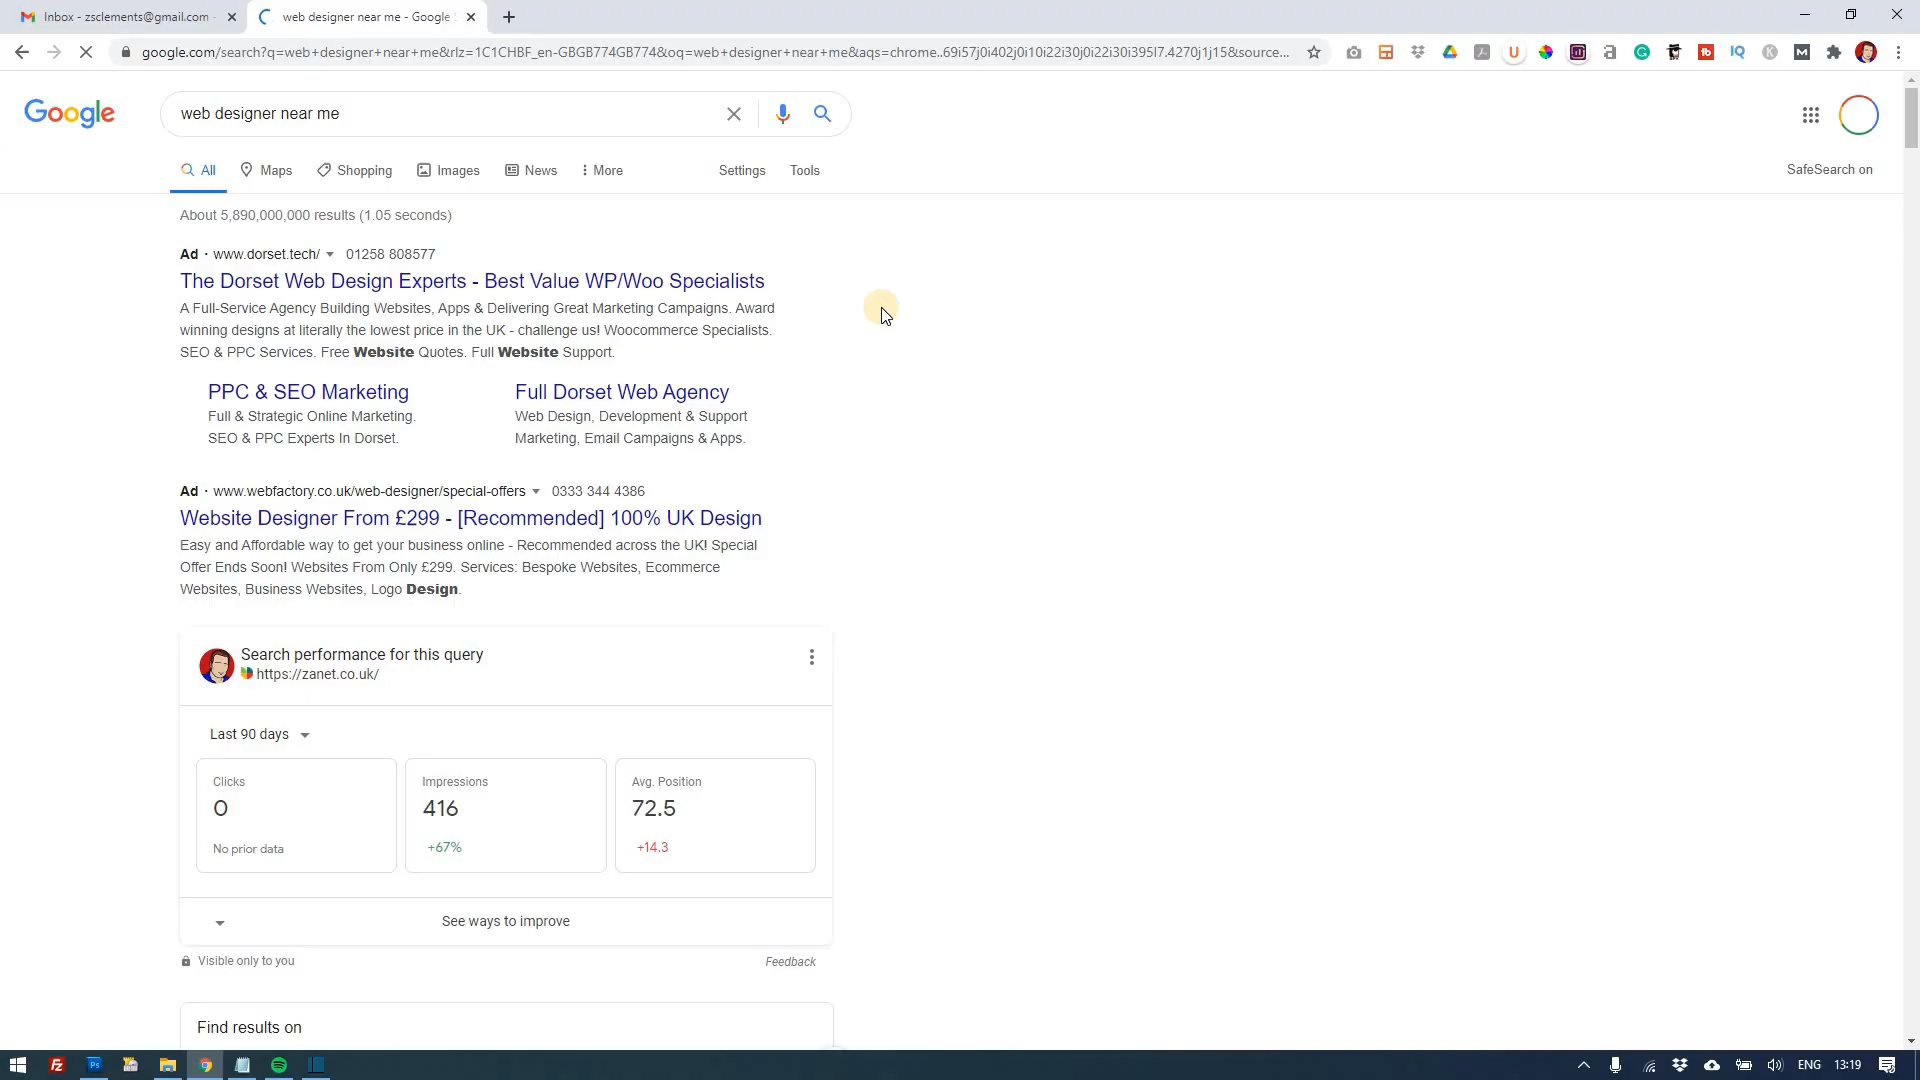 Inbox - zsclements@gmail.com -
web designer near me - Google
google.com/search?q=web+designer+near+me&rlz=1C1CHBF_en-GBGB774GB774&oq=web+designer+near+me&aqs=chrome..69i57j0i402j0i10i22i30j0i22i30i395l7.4270j1j15&source...
Google
web designer near me
All
Maps
Shopping
Images
News
More
Settings
Tools
SafeSearch on
About 5,890,000,000 results (1.05 seconds)
Ad · www.dorset.tech/ 01258 808577
The Dorset Web Design Experts - Best Value WP/Woo Specialists
A Full-Service Agency Building Websites, Apps & Delivering Great Marketing Campaigns. Award
winning designs at literally the lowest price in the UK - challenge us! Woocommerce Specialists.
SEO & PPC Services. Free Website Quotes. Full Website Support.
PPC & SEO Marketing
Full & Strategic Online Marketing.
SEO & PPC Experts In Dorset.
Full Dorset Web Agency
Web Design, Development & Support
Marketing, Email Campaigns & Apps.
Ad · www.webfactory.co.uk/web-designer/special-offers 0333 344 4386
Website Designer From £299 - [Recommended] 100% UK Design
Easy and Affordable way to get your business online - Recommended across the UK! Special
Offer Ends Soon! Websites From Only £299. Services: Bespoke Websites, Ecommerce
Websites, Business Websites, Logo Design.
Search performance for this query
https://zanet.co.uk/
Last 90 days
Clicks
0
No prior data
Impressions
416
+67%
Avg. Position
72.5
+14.3
See ways to improve
Visible only to you
Feedback
Find results on
ENG
13:19